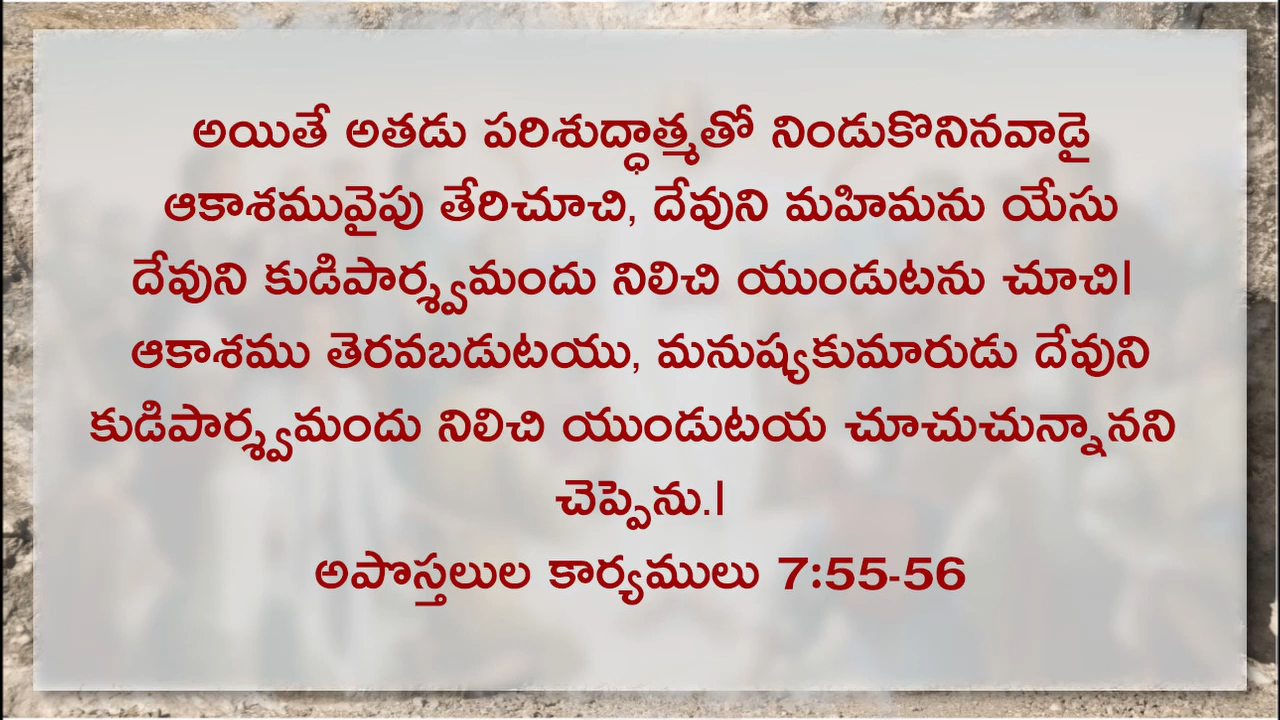 అయితే అతడు పరిశుద్ధాత్మతో నిండుకొనినవాడై
ఆకాశమువైపు తేరిచూచి, దేవుని మహిమను యేసు
దేవుని కుడిపార్శ్వమందు నిలిచి యుండుటను చూచి।
ఆకాశము తెరవబడుటయు, మనుష్యకుమారుడు దేవుని
కుడిపార్శ్వమందు నిలిచి యుండుటయ చూచుచున్నానని
చెప్పెను.।
అపొస్తలుల కార్యములు 7:55-56